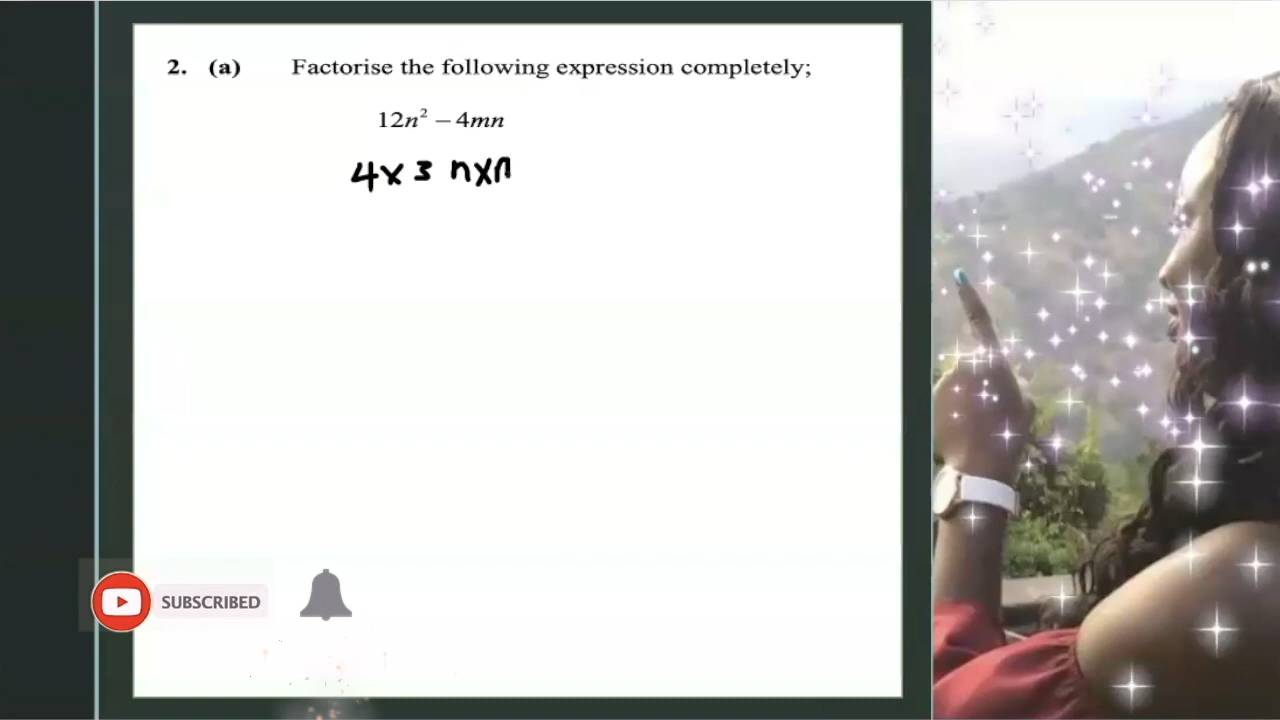 2. (a) Factorise the following expression completely;
12n² – 4mn
4 x 3 n x n
SUBSCRIBED